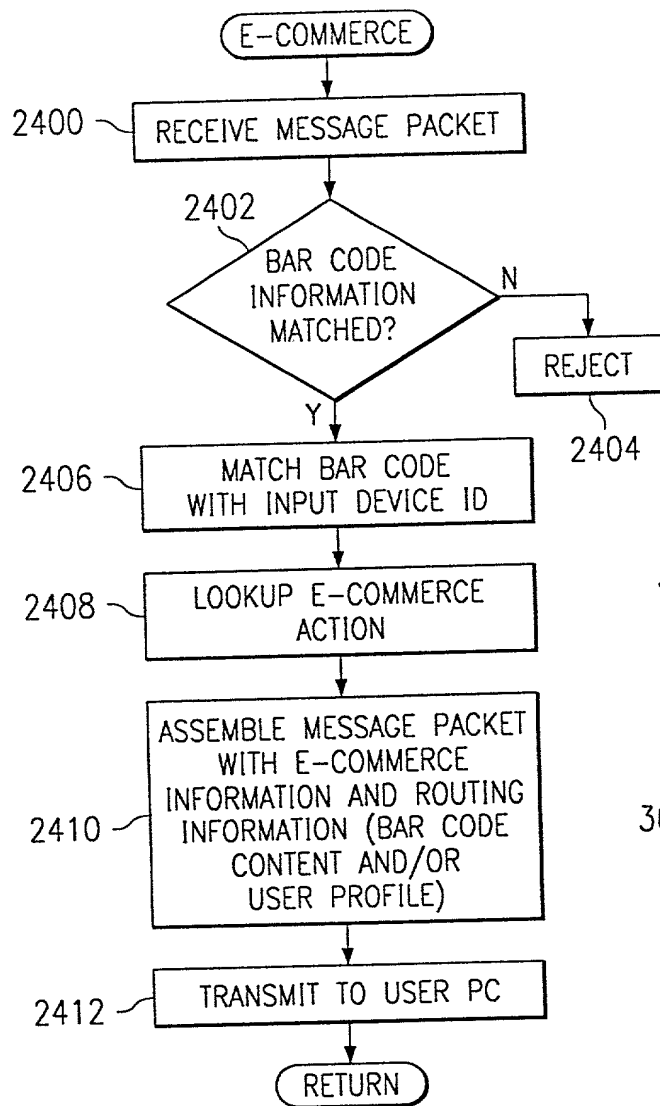 E-COMMERCE
2400
RECEIVE MESSAGE PACKET
2402
BAR CODE
INFORMATION
MATCHED?
N
REJECT
2404
Y
2406
MATCH BAR CODE
WITH INPUT DEVICE ID
2408
LOOKUP E-COMMERCE
ACTION
2410
ASSEMBLE MESSAGE PACKET
WITH E-COMMERCE
INFORMATION AND ROUTING
INFORMATION (BAR CODE
CONTENT AND/OR
USER PROFILE)
2412
TRANSMIT TO USER PC
RETURN